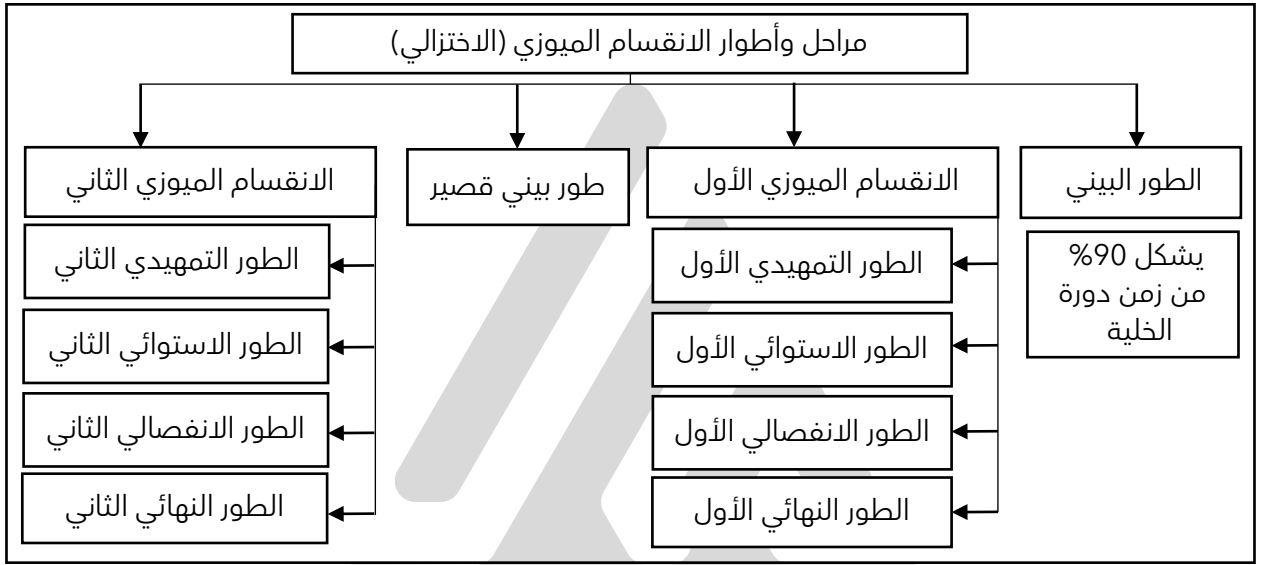 مراحل وأطوار الانقسام الميوزي (الاختزالي)
الطور البيني
يشكل 90%
من زمن دورة
الخلية
الانقسام الميوزي الأول
الطور التمهيدي الأول
الطور الاستوائي الأول
الطور الانفصالي الأول
الطور النهائي الأول
طور بيني قصير
الانقسام الميوزي الثاني
الطور التمهيدي الثاني
الطور الاستوائي الثاني
الطور الانفصالي الثاني
الطور النهائي الثاني